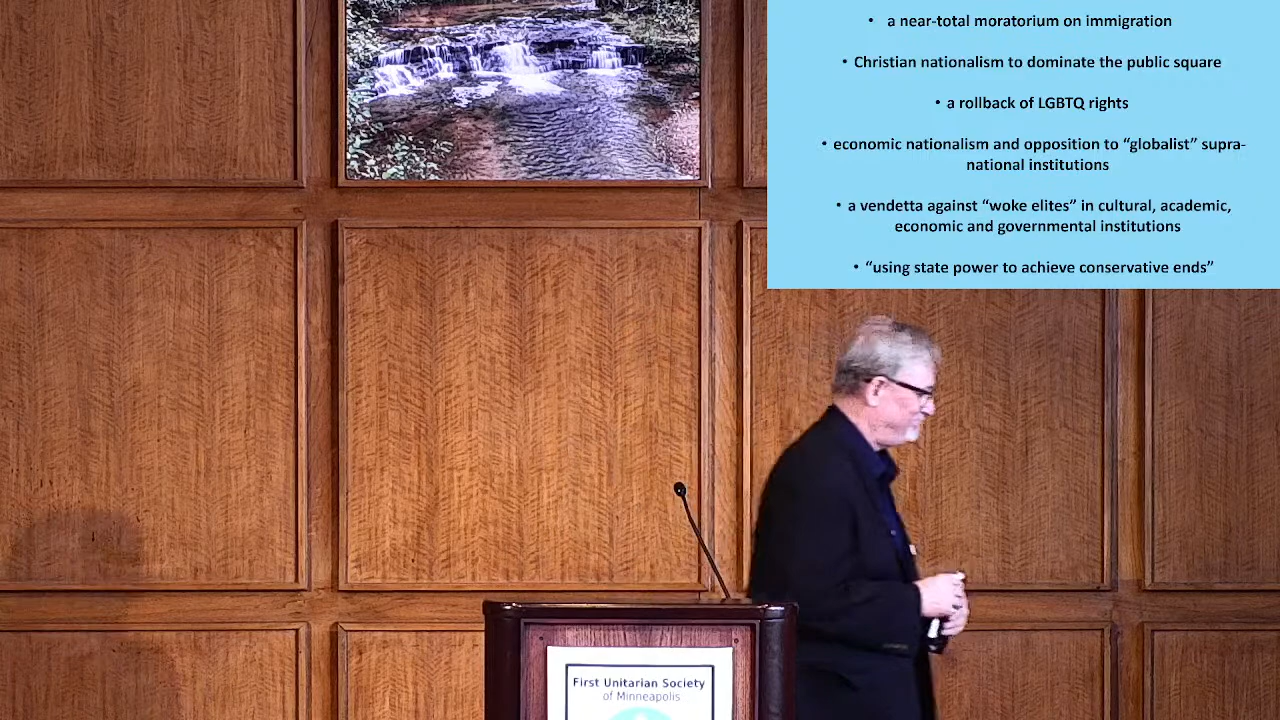 • a near-total moratorium on immigration
• Christian nationalism to dominate the public square
• a rollback of LGBTQ rights
• economic nationalism and opposition to “globalist” supra-
national institutions
• a vendetta against “woke elites” in cultural, academic,
economic and governmental institutions
• “using state power to achieve conservative ends”
First Unitarian Society
of Minneapolis